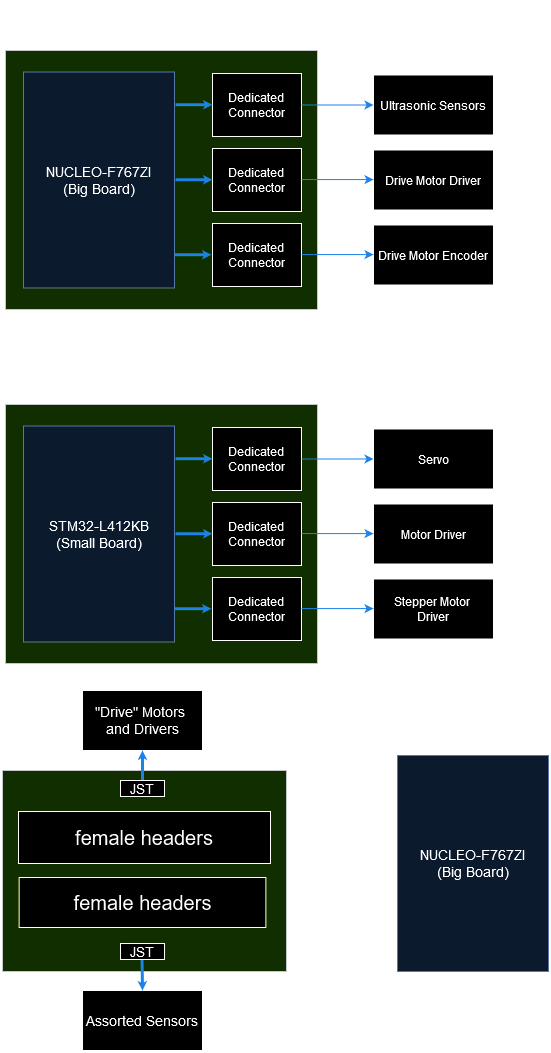 NUCLEO-F767ZI
(Big Board)
Dedicated
Connector
Ultrasonic Sensors
Dedicated
Connector
Drive Motor Driver
Dedicated
Connector
Drive Motor Encoder
STM32-L412KB
(Small Board)
Dedicated
Connector
Servo
Dedicated
Connector
Motor Driver
Dedicated
Connector
Stepper Motor
Driver
"Drive" Motors
and Drivers
JST
female headers
female headers
JST
Assorted Sensors
NUCLEO-F767ZI
(Big Board)